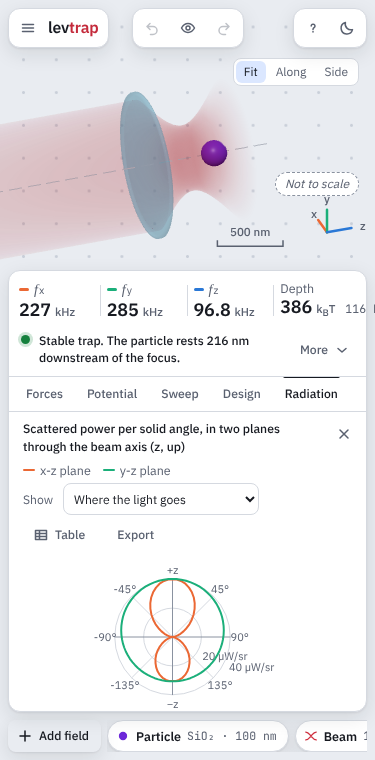 levtrap
?
Fit Along Side
Not to scale
y
x
z
500 nm
fx fy fz Depth
227 kHz 285 kHz 96.8 kHz 386 kBT 116
Stable trap. The particle rests 216 nm
downstream of the focus.
More
Forces Potential Sweep Design Radiation
Scattered power per solid angle, in two planes
through the beam axis (z, up)
x-z plane y-z plane
Show Where the light goes
Table Export
+z
-45° 45°
-90° 90°
20 μW/sr
40 μW/sr
-135° 135°
−z
+ Add field Particle SiO₂ · 100 nm Beam